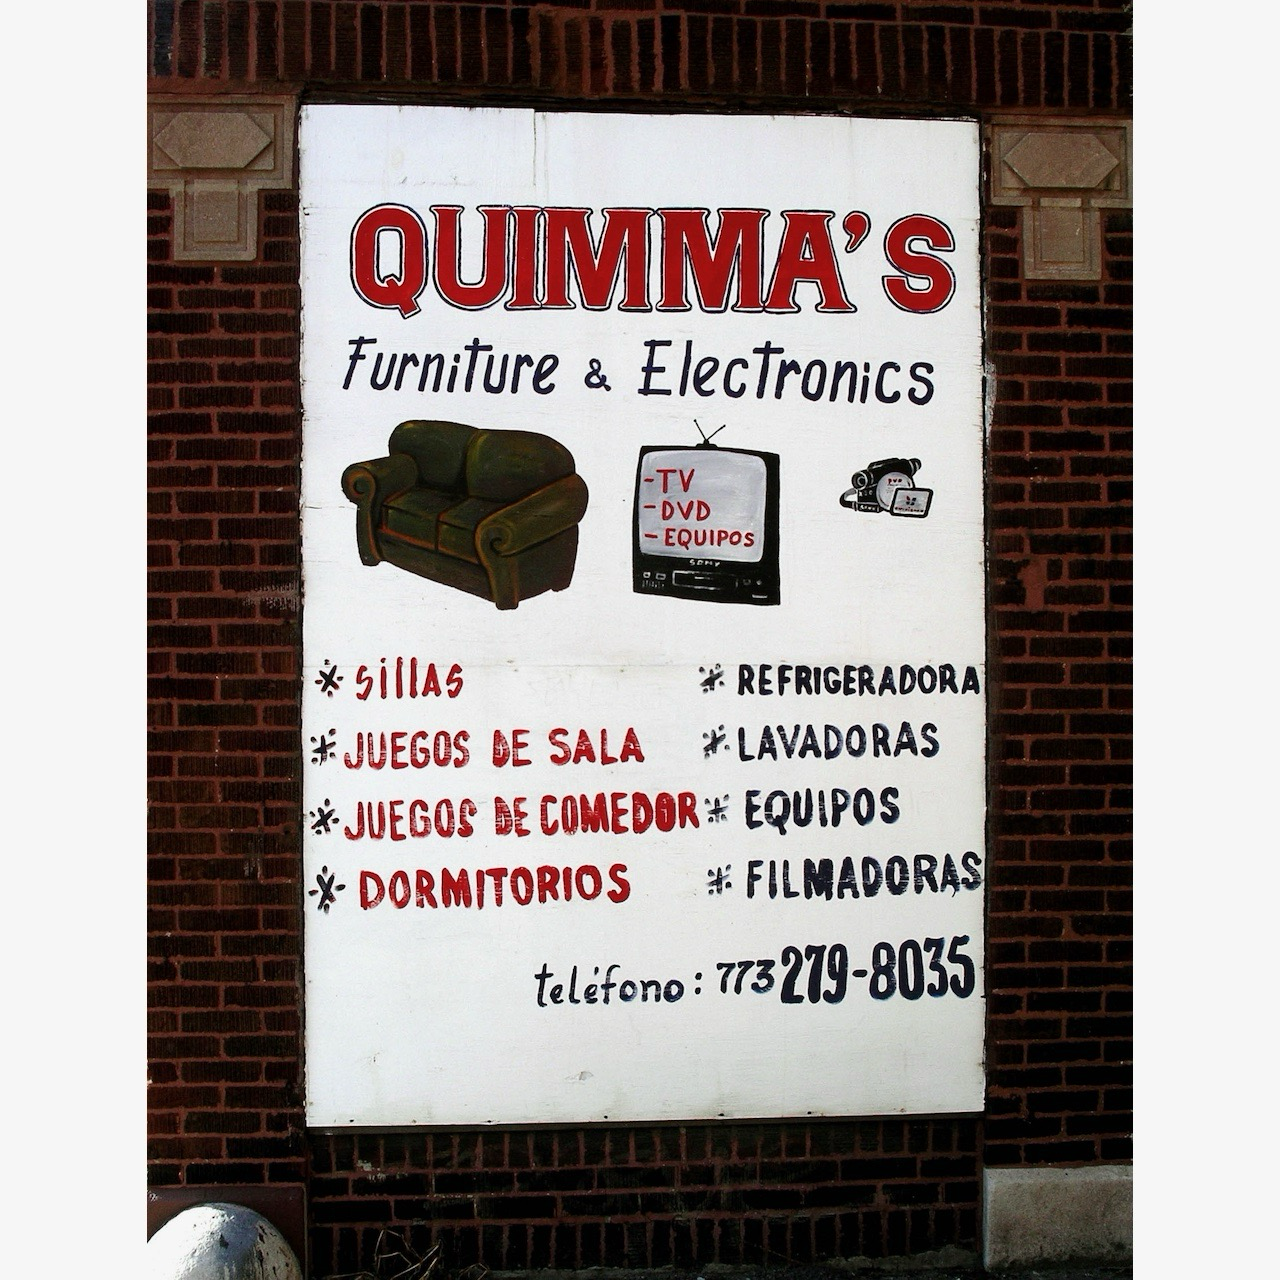 QUIMMA'S
Furniture & Electronics
-TV
-DVD
-EQUIPOS
SONY
DVD
* SillAS
* JUEGOS DE SALA
* JUEGOS DE COMEDOR
* DORMITORIOS
* REFRIGERADORA
* LAVADORAS
* EQUIPOS
* FILMADORAS
teléfono: 773 279-8035